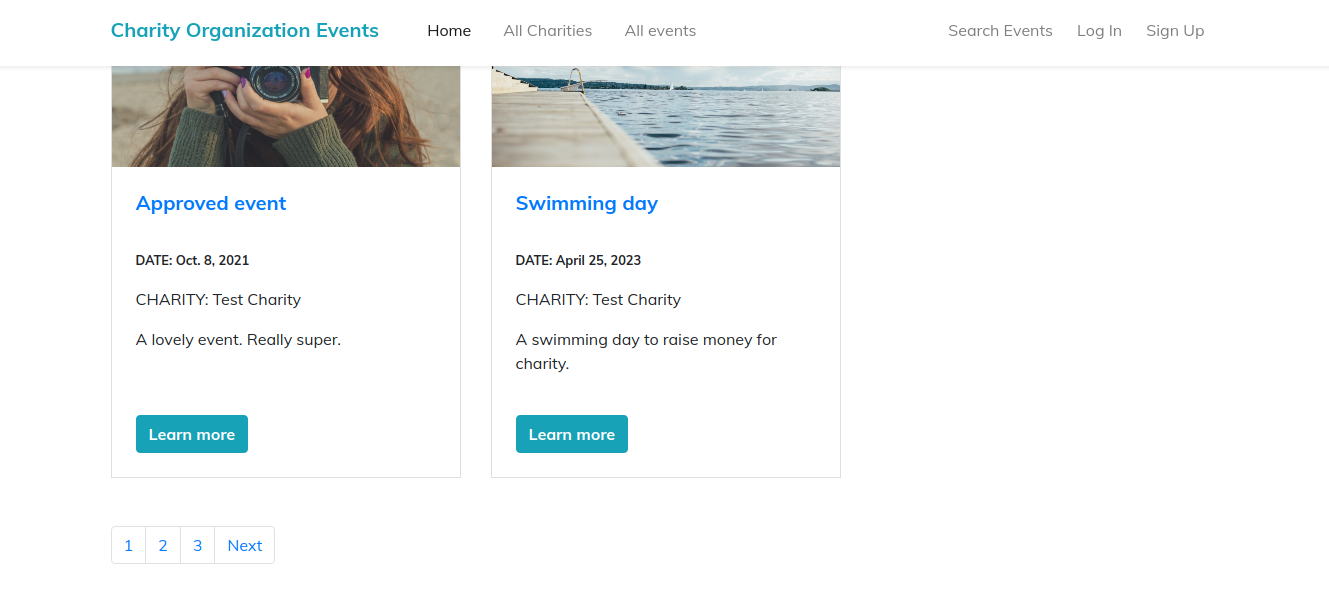 Charity Organization Events Home All Charities All events Search Events Log In Sign Up
Approved event
DATE: Oct. 8, 2021
CHARITY: Test Charity
A lovely event. Really super.
Learn more
Swimming day
DATE: April 25, 2023
CHARITY: Test Charity
A swimming day to raise money for
charity.
Learn more
1 2 3 Next